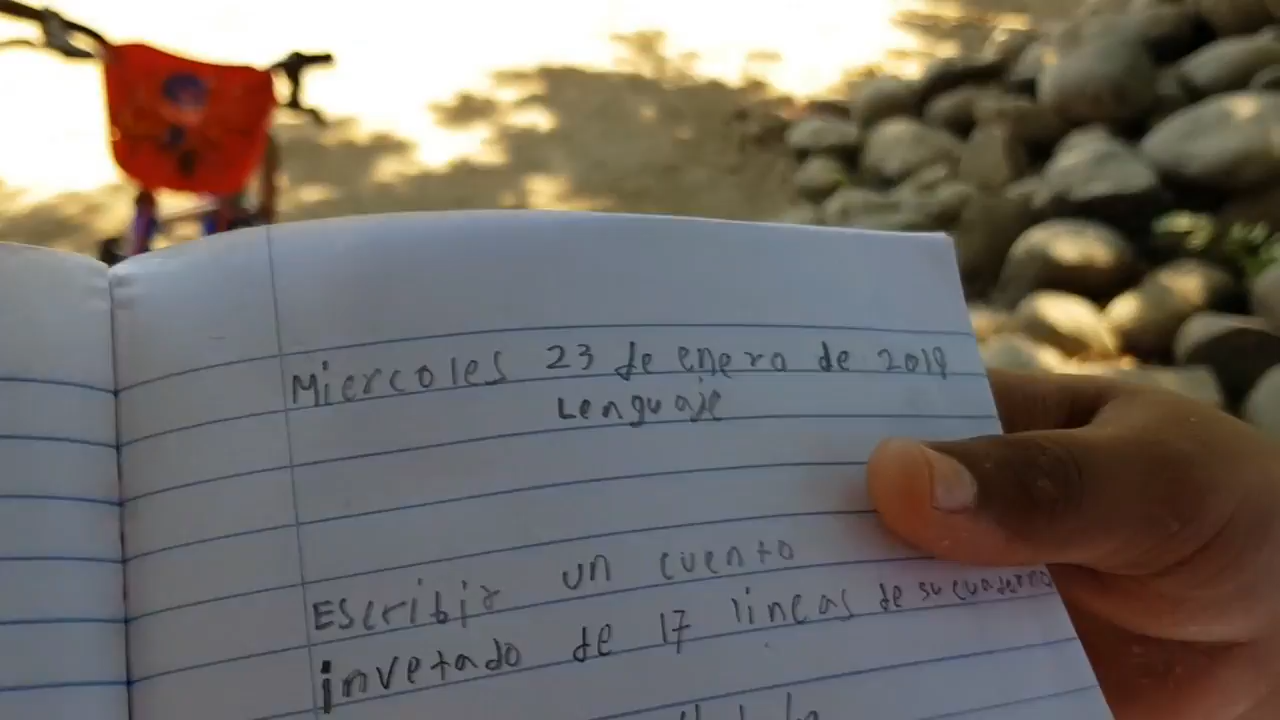 Miercoles 23 de enero de 2019
Lenguaje
Escribir un cuento
invetado de 17 lineas de su cuaderno